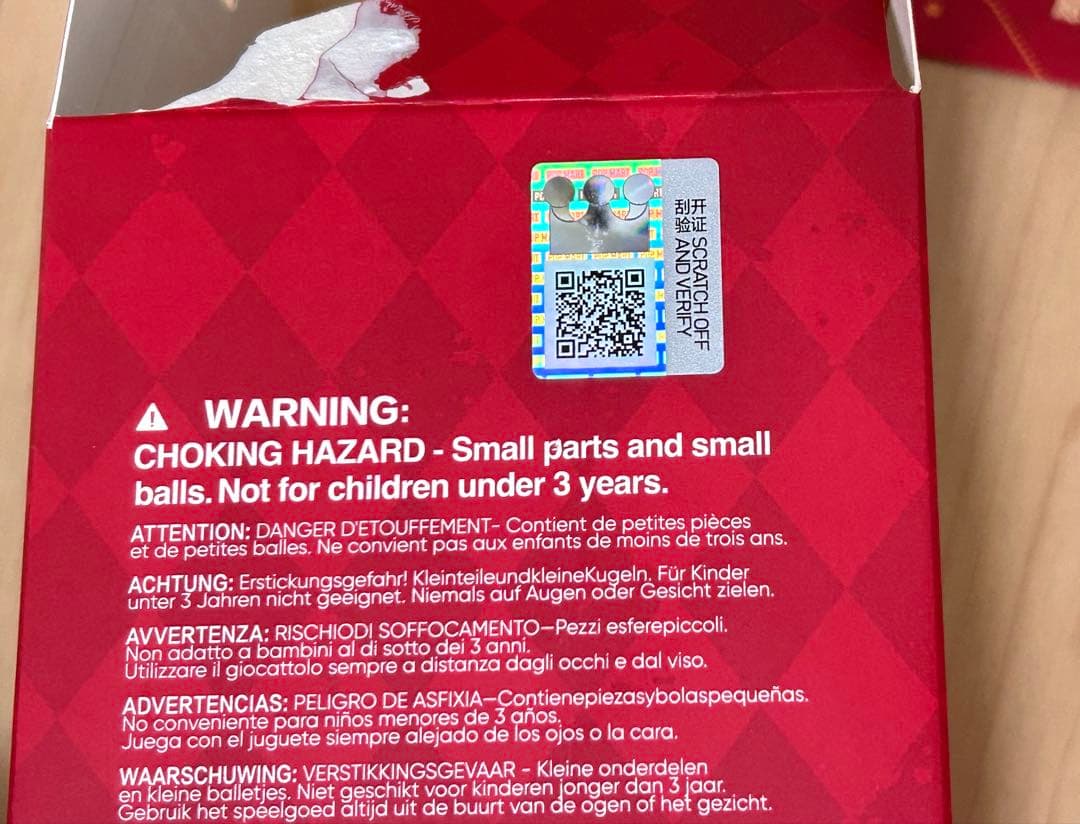 POP MART
刮开
验证
SCRATCH OFF
AND VERIFY
WARNING:
CHOKING HAZARD - Small parts and small
balls. Not for children under 3 years.
ATTENTION: DANGER D'ETOUFFEMENT- Contient de petites pièces
et de petites balles. Ne convient pas aux enfants de moins de trois ans.
ACHTUNG: Erstickungsgefahr! KleinteileundkleineKugeln. Für Kinder
unter 3 Jahren nicht geeignet. Niemals auf Augen oder Gesicht zielen.
AVVERTENZA: RISCHIODI SOFFOCAMENTO—Pezzi esferepiccoli.
Non adatto a bambini al di sotto dei 3 anni.
Utilizzare il giocattolo sempre a distanza dagli occhi e dal viso.
ADVERTENCIAS: PELIGRO DE ASFIXIA—Contienepiezasybolaspequeñas.
No conveniente para niños menores de 3 años.
Juega con el juguete siempre alejado de los ojos o la cara.
WAARSCHUWING: VERSTIKKINGSGEVAAR - Kleine onderdelen
en kleine balletjes. Niet geschikt voor kinderen jonger dan 3 jaar.
Gebruik het speelgoed altijd uit de buurt van de ogen of het gezicht.